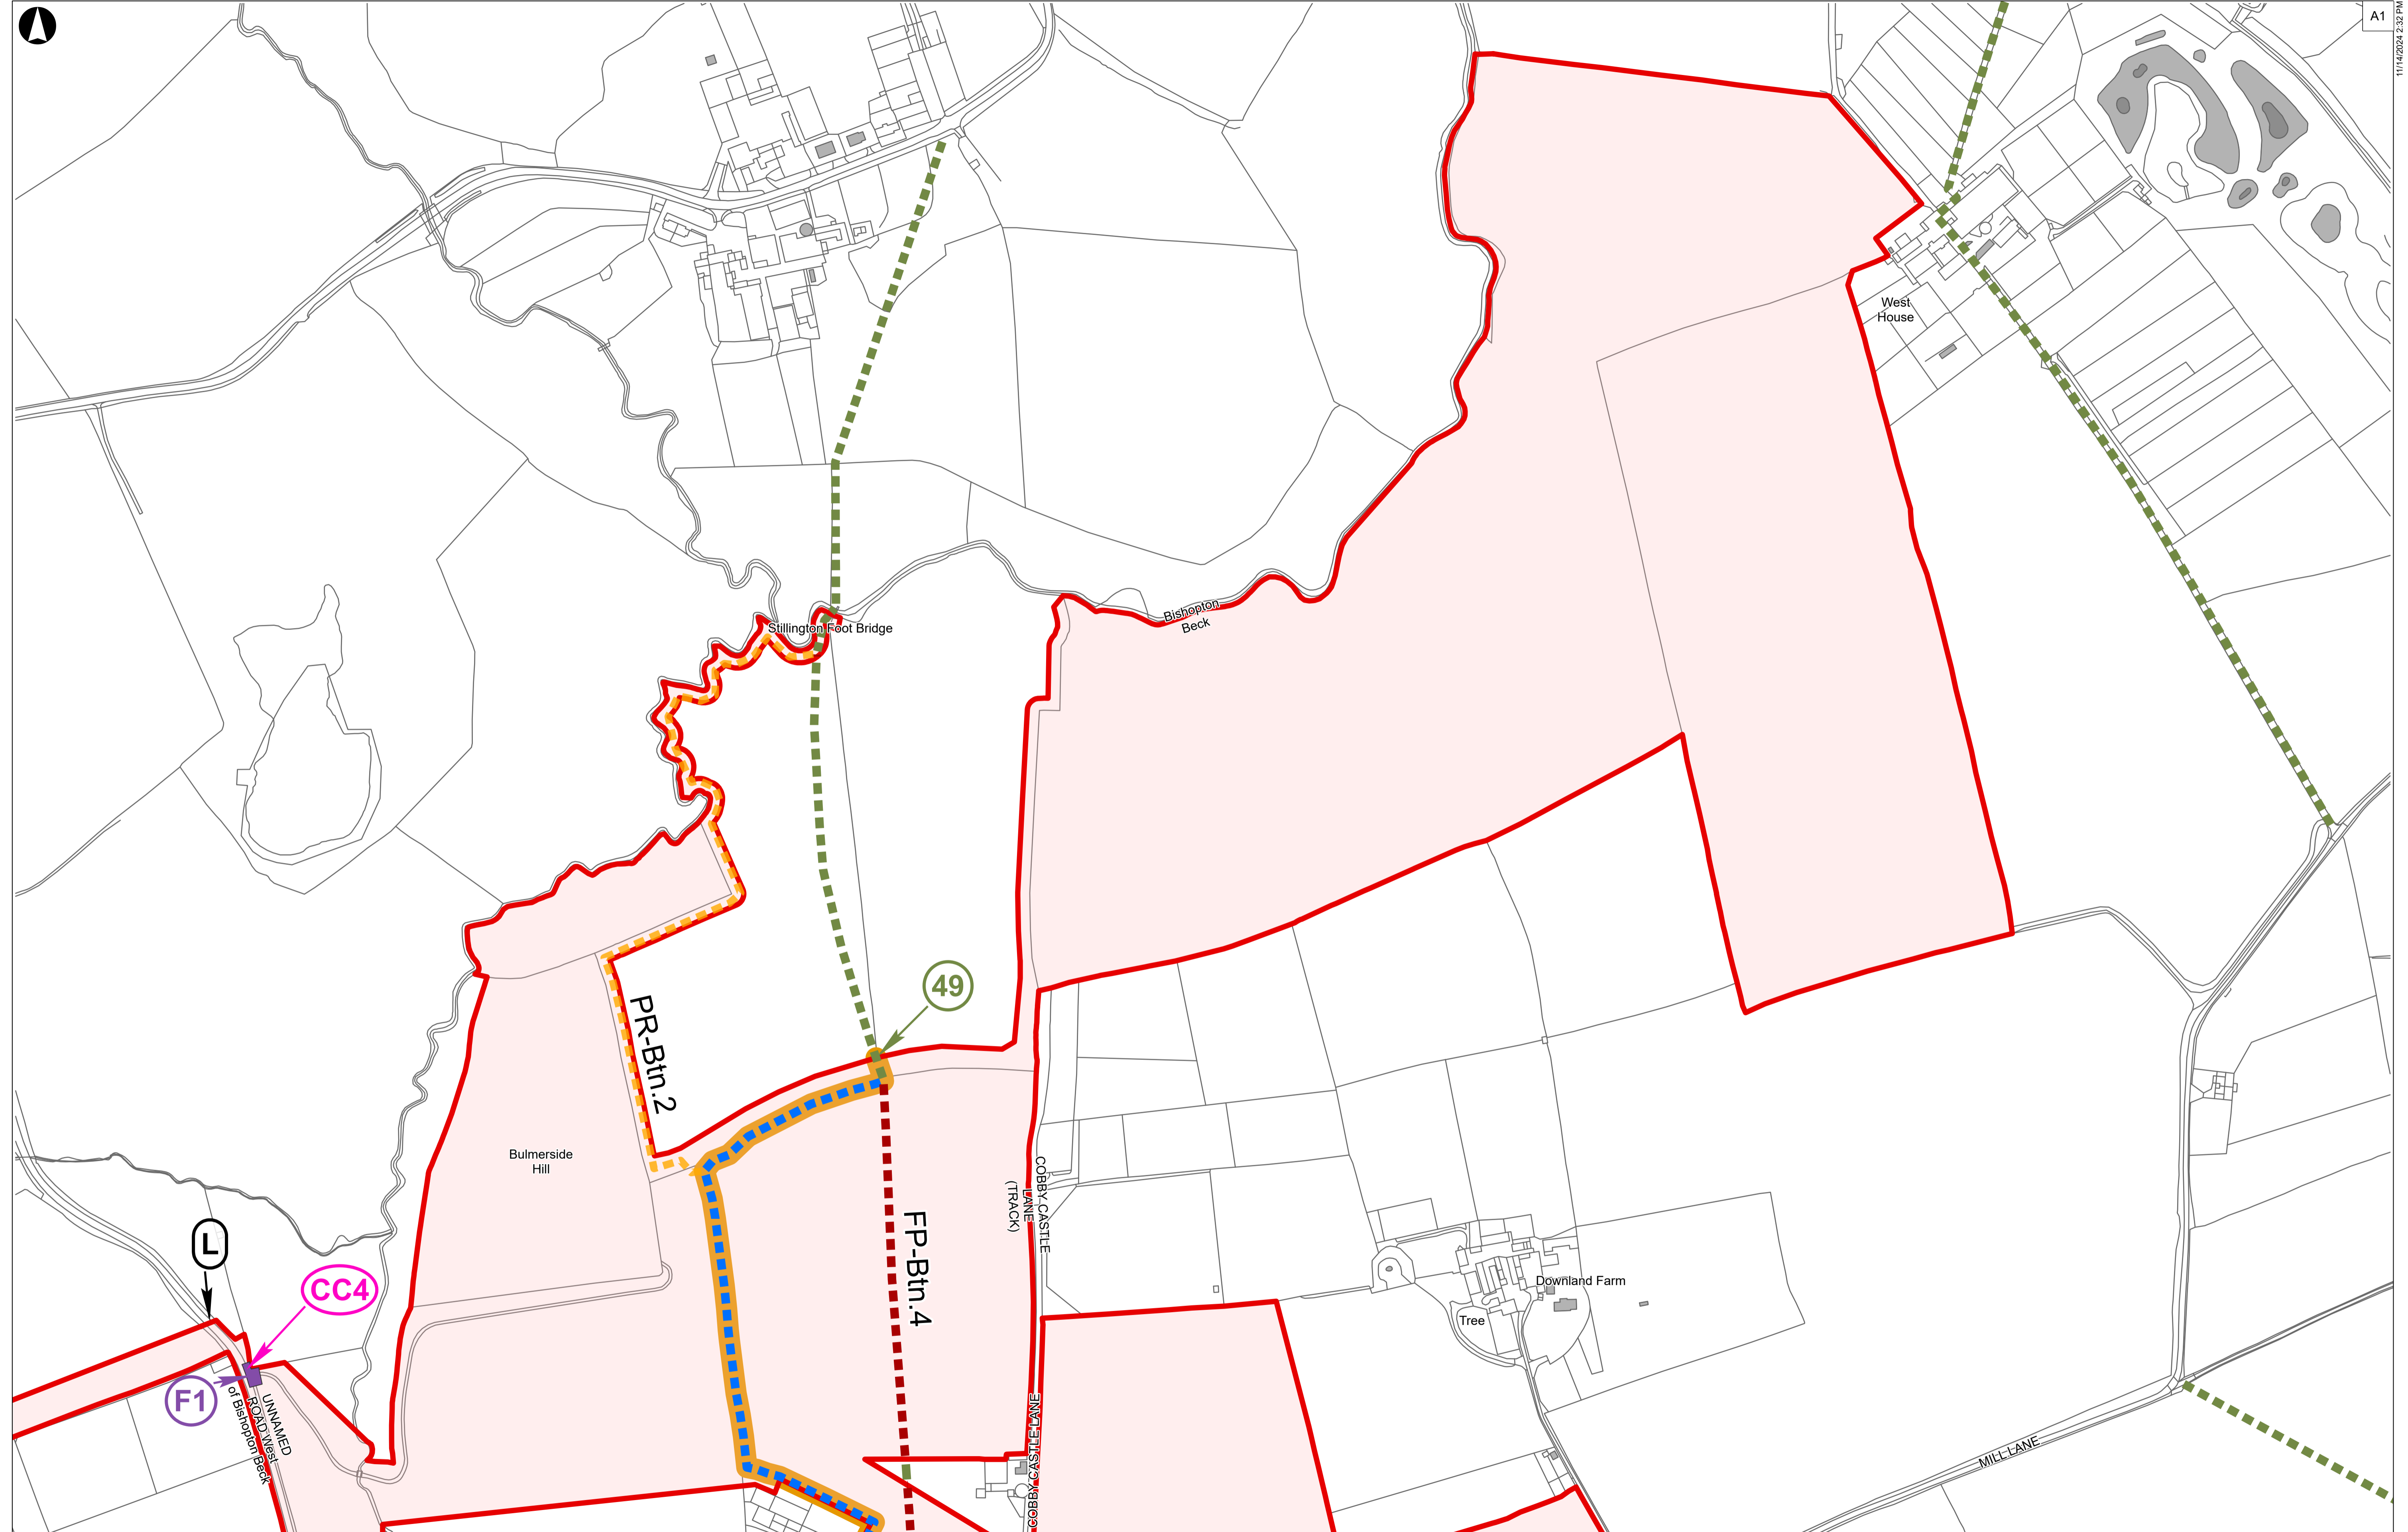 A1
11/14/2024 2:32 PM
West
House
Stillington Foot Bridge
Bishopton
Beck
49
PR-Btn.2
Bulmerside
Hill
COBBY CASTLE
LANE
(TRACK)
FP-Btn.4
L
CC4
Downland Farm
Tree
F1
UNNAMED
ROAD West
of Bishopton Beck
COBBY CASTLE LANE
MILL LANE